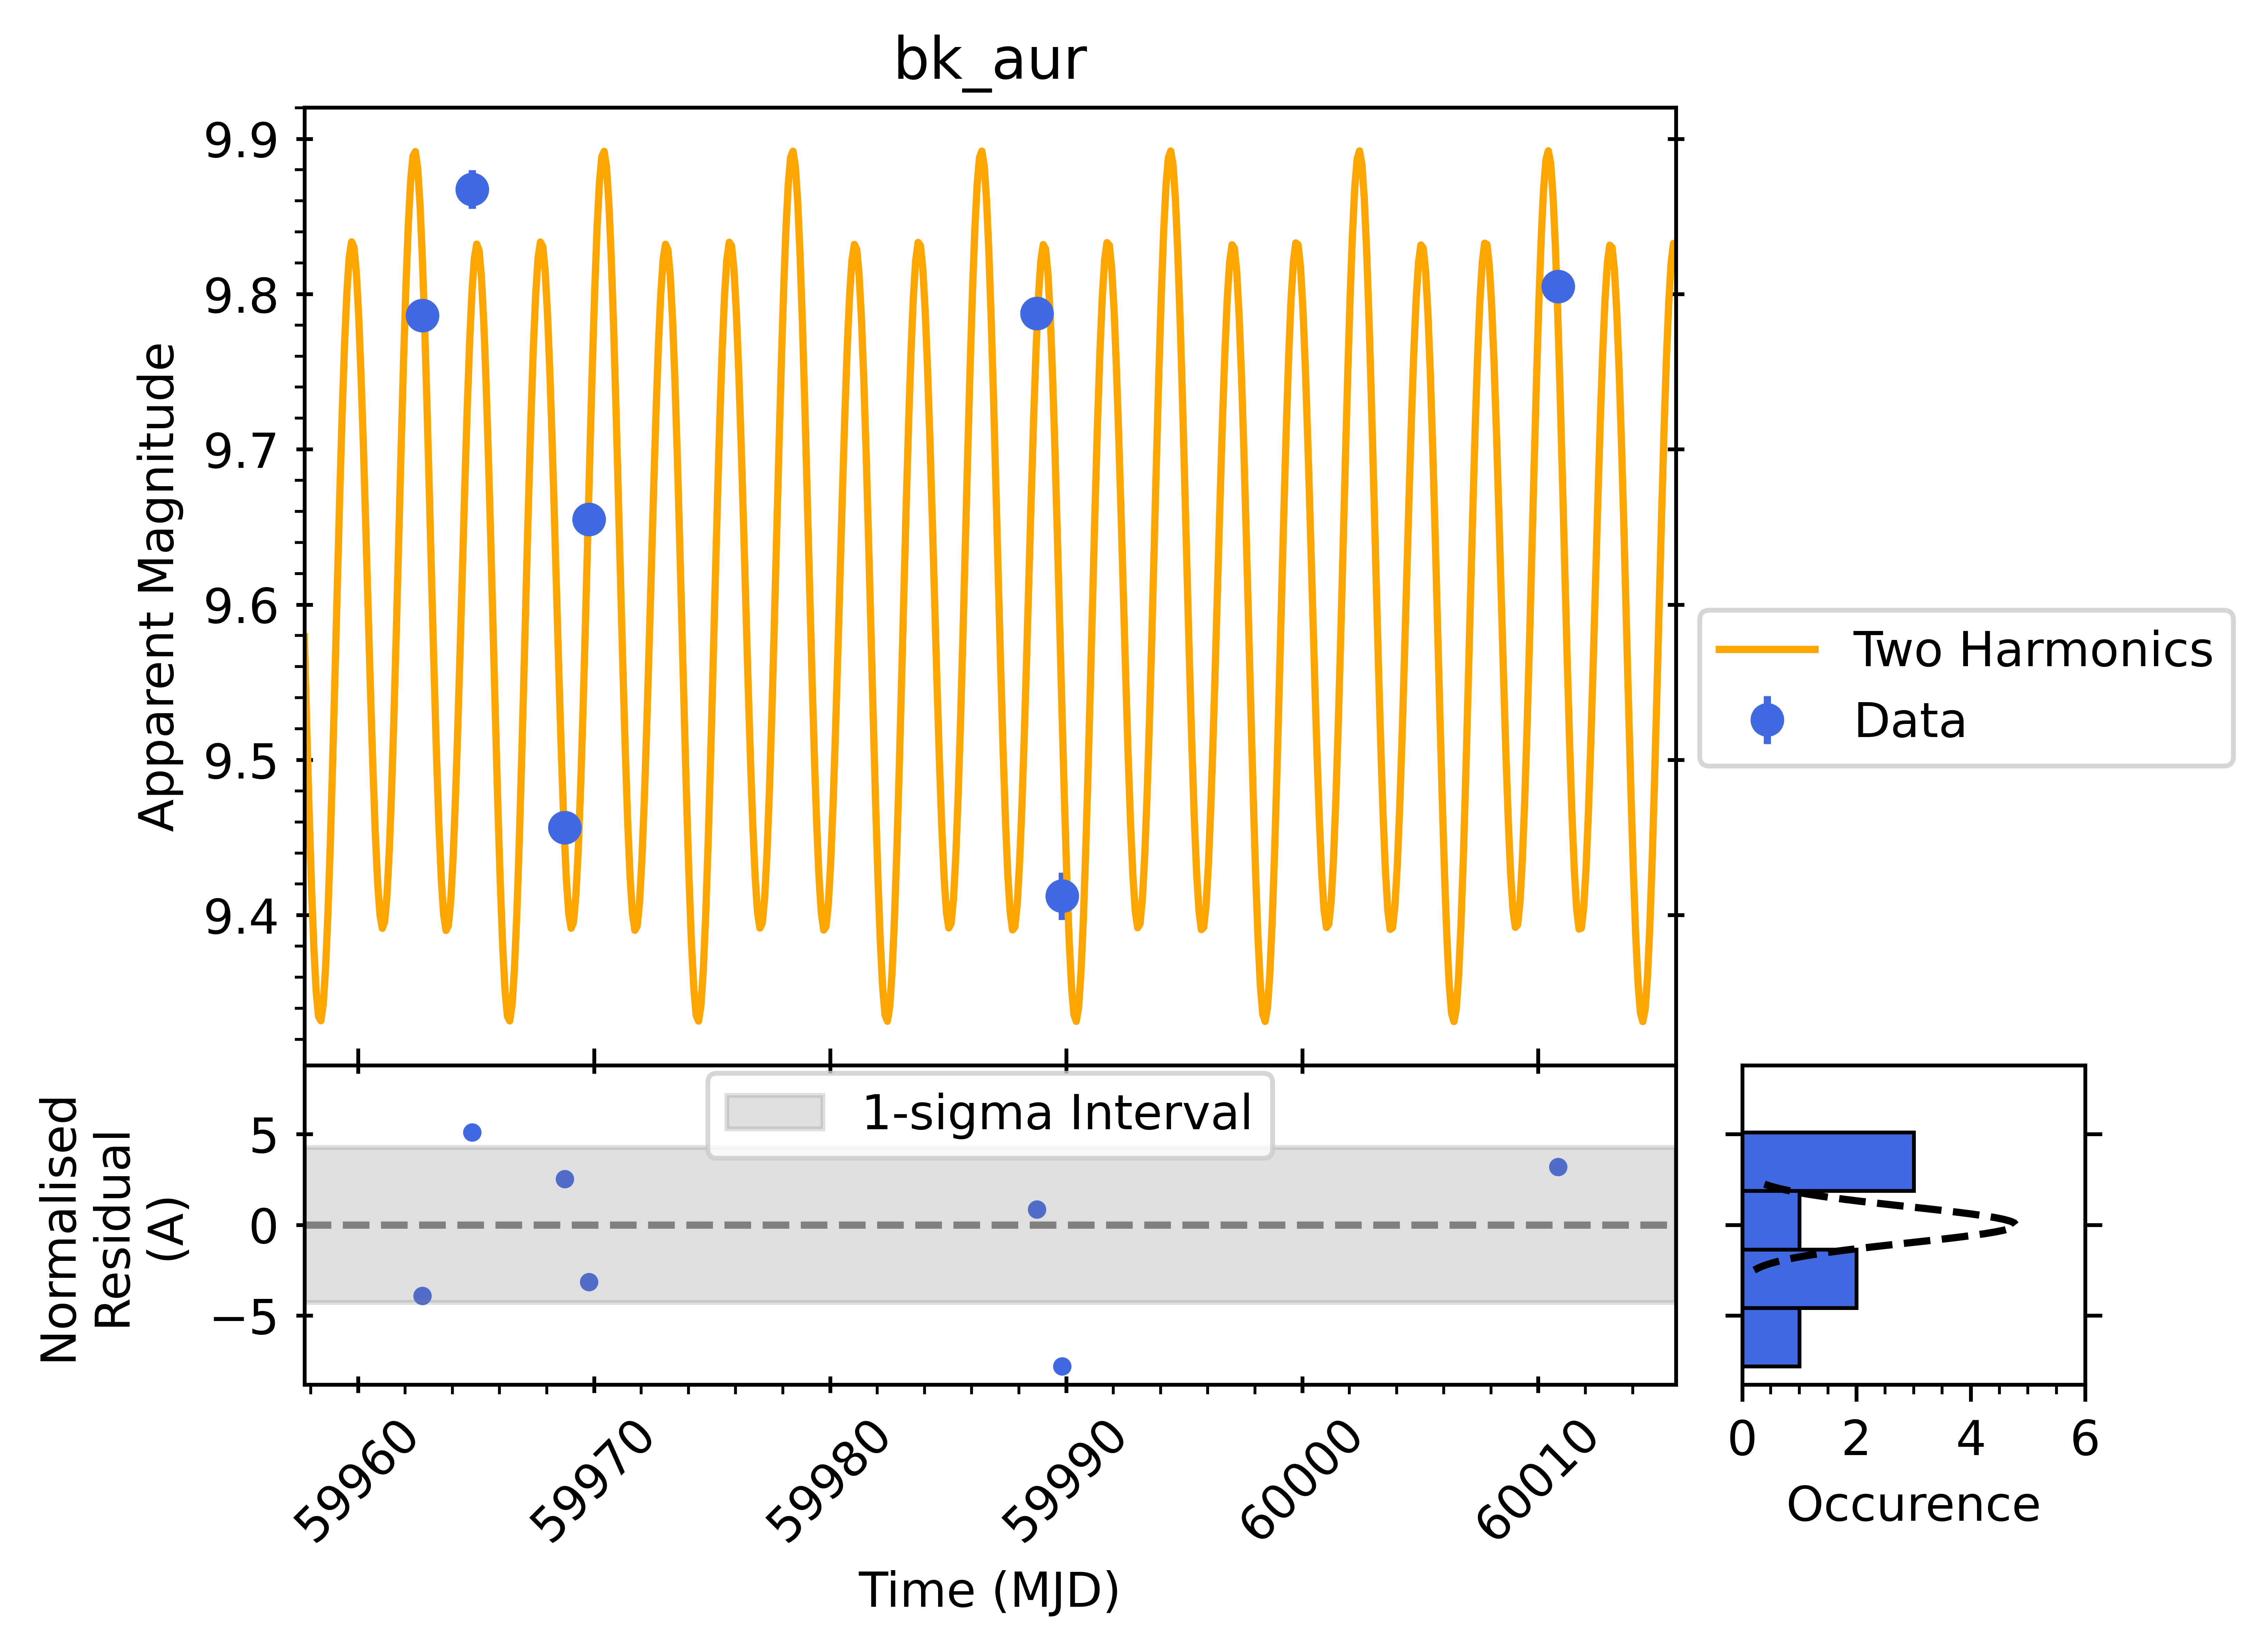 bk_aur
9.9
9.8
9.7
9.6
9.5
9.4
Apparent Magnitude
Two Harmonics
Data
1-sigma Interval
5
0
−5
Normalised
Residual
(A)
59960
59970
59980
59990
60000
60010
Time (MJD)
0
2
4
6
Occurence